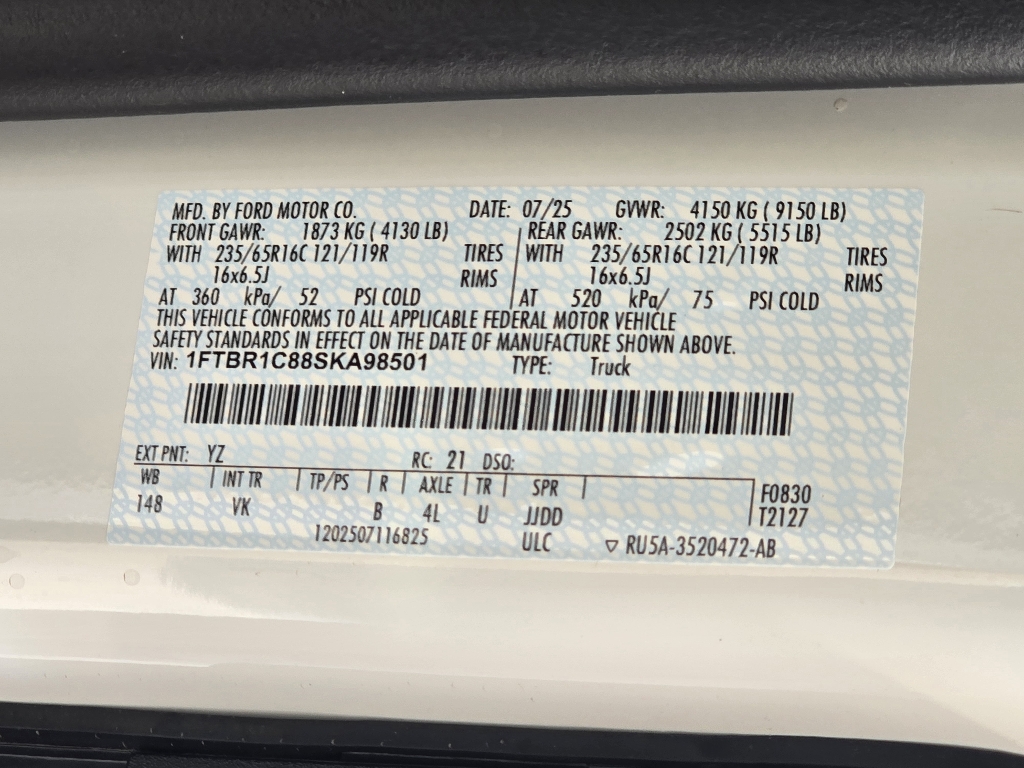 MFD. BY FORD MOTOR CO. DATE: 07/25 GVWR: 4150 KG ( 9150 LB)
FRONT GAWR: 1873 KG ( 4130 LB) REAR GAWR: 2502 KG ( 5515 LB)
WITH 235/65R16C 121/119R TIRES WITH 235/65R16C 121/119R TIRES
16x6.5J RIMS 16x6.5J RIMS
AT 360 kPa/ 52 PSI COLD AT 520 kPa/ 75 PSI COLD
THIS VEHICLE CONFORMS TO ALL APPLICABLE FEDERAL MOTOR VEHICLE
SAFETY STANDARDS IN EFFECT ON THE DATE OF MANUFACTURE SHOWN ABOVE.
VIN: 1FTBR1C88SKA98501 TYPE: Truck
EXT PNT: YZ RC: 21 DSO:
WB INT TR TP/PS R AXLE TR SPR F0830
148 VK B 4L U JJDD T2127
1202507116825 ULC ▽ RU5A-3520472-AB